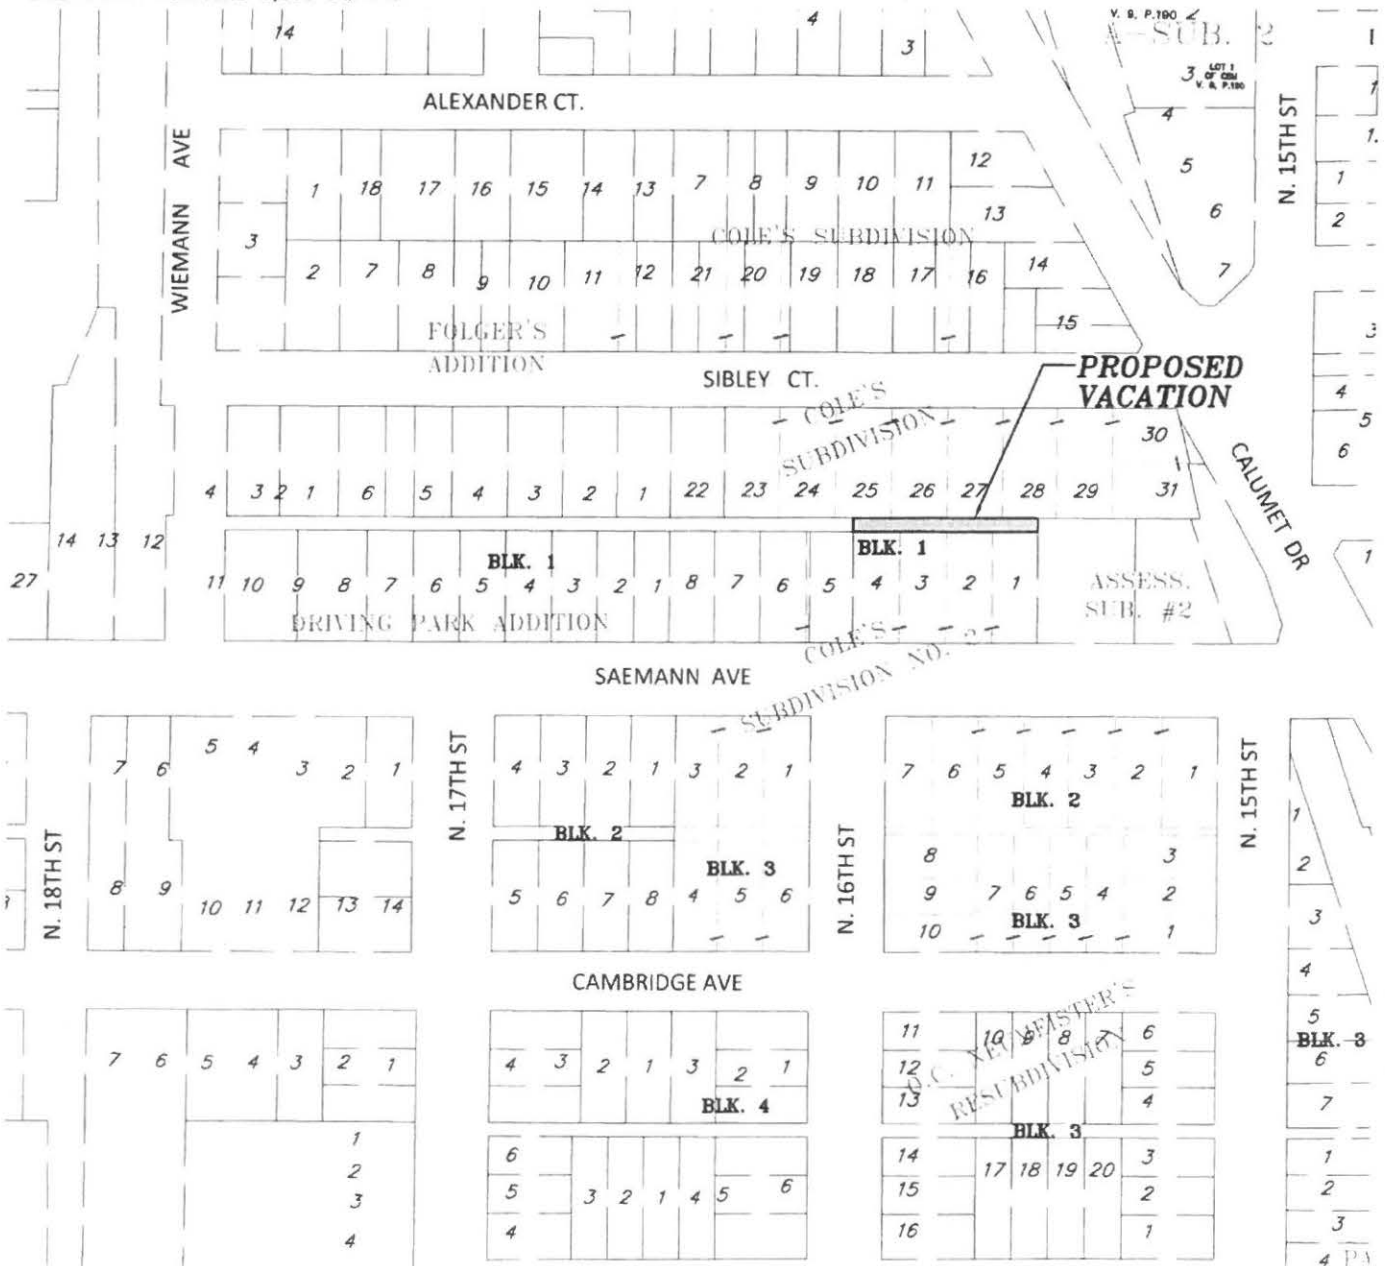 14
4
3
V. 9, P.190 2
A-SUB. 2
3 LOT 1
OF CSM
V. 9, P.190
4
5
6
7
N. 15TH ST
1
1
1.
1
2
3
4
5
6
1
ALEXANDER CT.
WIEMANN AVE
1 18 17 16 15 14 13 7 8 9 10 11 12
13
3
COLE'S SUBDIVISION
2 7 8 9 10 11 12 21 20 19 18 17 16 14
15
FOLGER'S
ADDITION
SIBLEY CT.
PROPOSED
VACATION
COLE'S
SUBDIVISION
30
1
CALUMET DR
4 3 2 1 6 5 4 3 2 1 22 23 24 25 26 27 28 29 31
14 13 12
27
BLK. 1
BLK. 1
11 10 9 8 7 6 5 4 3 2 1 8 7 6 5 4 3 2 1
ASSESS.
SUB. #2
DRIVING PARK ADDITION
COLE'S
SUBDIVISION NO. 2
SAEMANN AVE
N. 18TH ST
7 6 5 4 3 2 1
8 9 10 11 12 13 14
N. 17TH ST
4 3 2 1 3 2 1
BLK. 2
BLK. 3
5 6 7 8 4 5 6
N. 16TH ST
7 6 5 4 3 2 1
BLK. 2
8 3
9 7 6 5 4 2
10 BLK. 3 1
N. 15TH ST
1
2
3
4
5
BLK. 3
6
7
CAMBRIDGE AVE
7 6 5 4 3 2 1
1
2
3
4
4 3 2 1 3 2 1
BLK. 4
6
5 3 2 1 4 5 6
4
O.C. NEUMEISTER'S
RESUBDIVISION
11 10 9 8 7 6
12 5
13 4
BLK. 3
14 17 18 19 20 3
15 2
16 1
1
2
3
4 PA